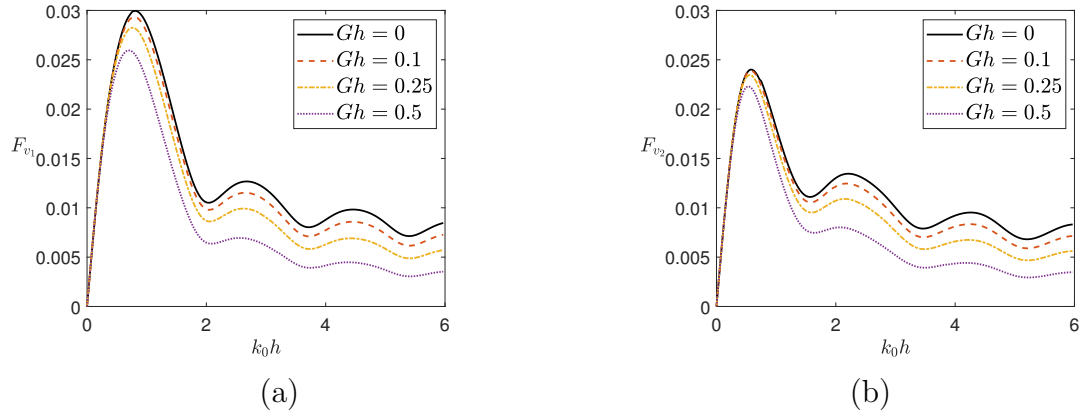 0.03
0.025
0.02
0.015
0.01
0.005
0
F_{v_1}
Gh = 0
Gh = 0.1
Gh = 0.25
Gh = 0.5
0 2 4 6
k_0h
(a)
0.03
0.025
0.02
0.015
0.01
0.005
0
F_{v_2}
Gh = 0
Gh = 0.1
Gh = 0.25
Gh = 0.5
0 2 4 6
k_0h
(b)